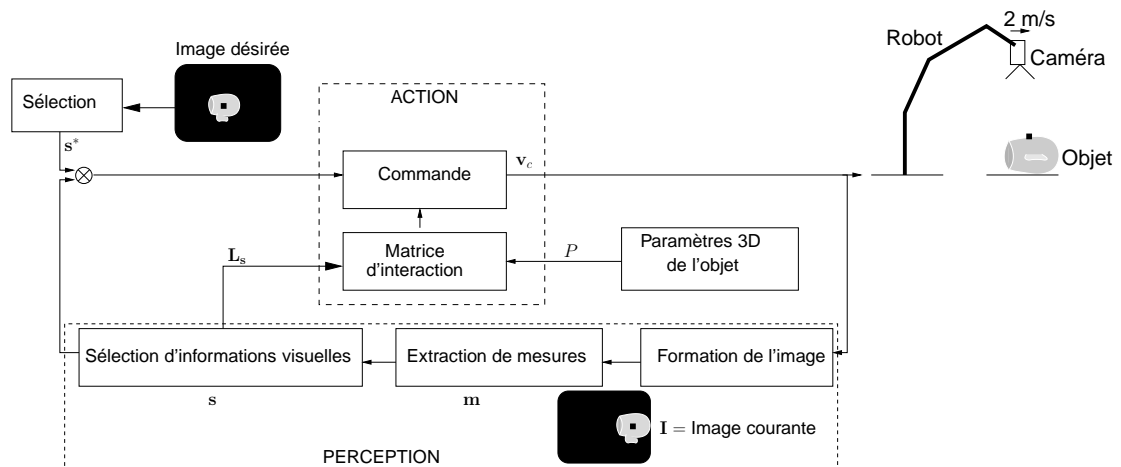 2 m/s
Robot
Caméra
Image désirée
Sélection
ACTION
s*
v_c
Commande
Objet
L_s
Matrice
d'interaction
P
Paramètres 3D
de l'objet
Sélection d'informations visuelles
Extraction de mesures
Formation de l'image
s
m
I = Image courante
PERCEPTION